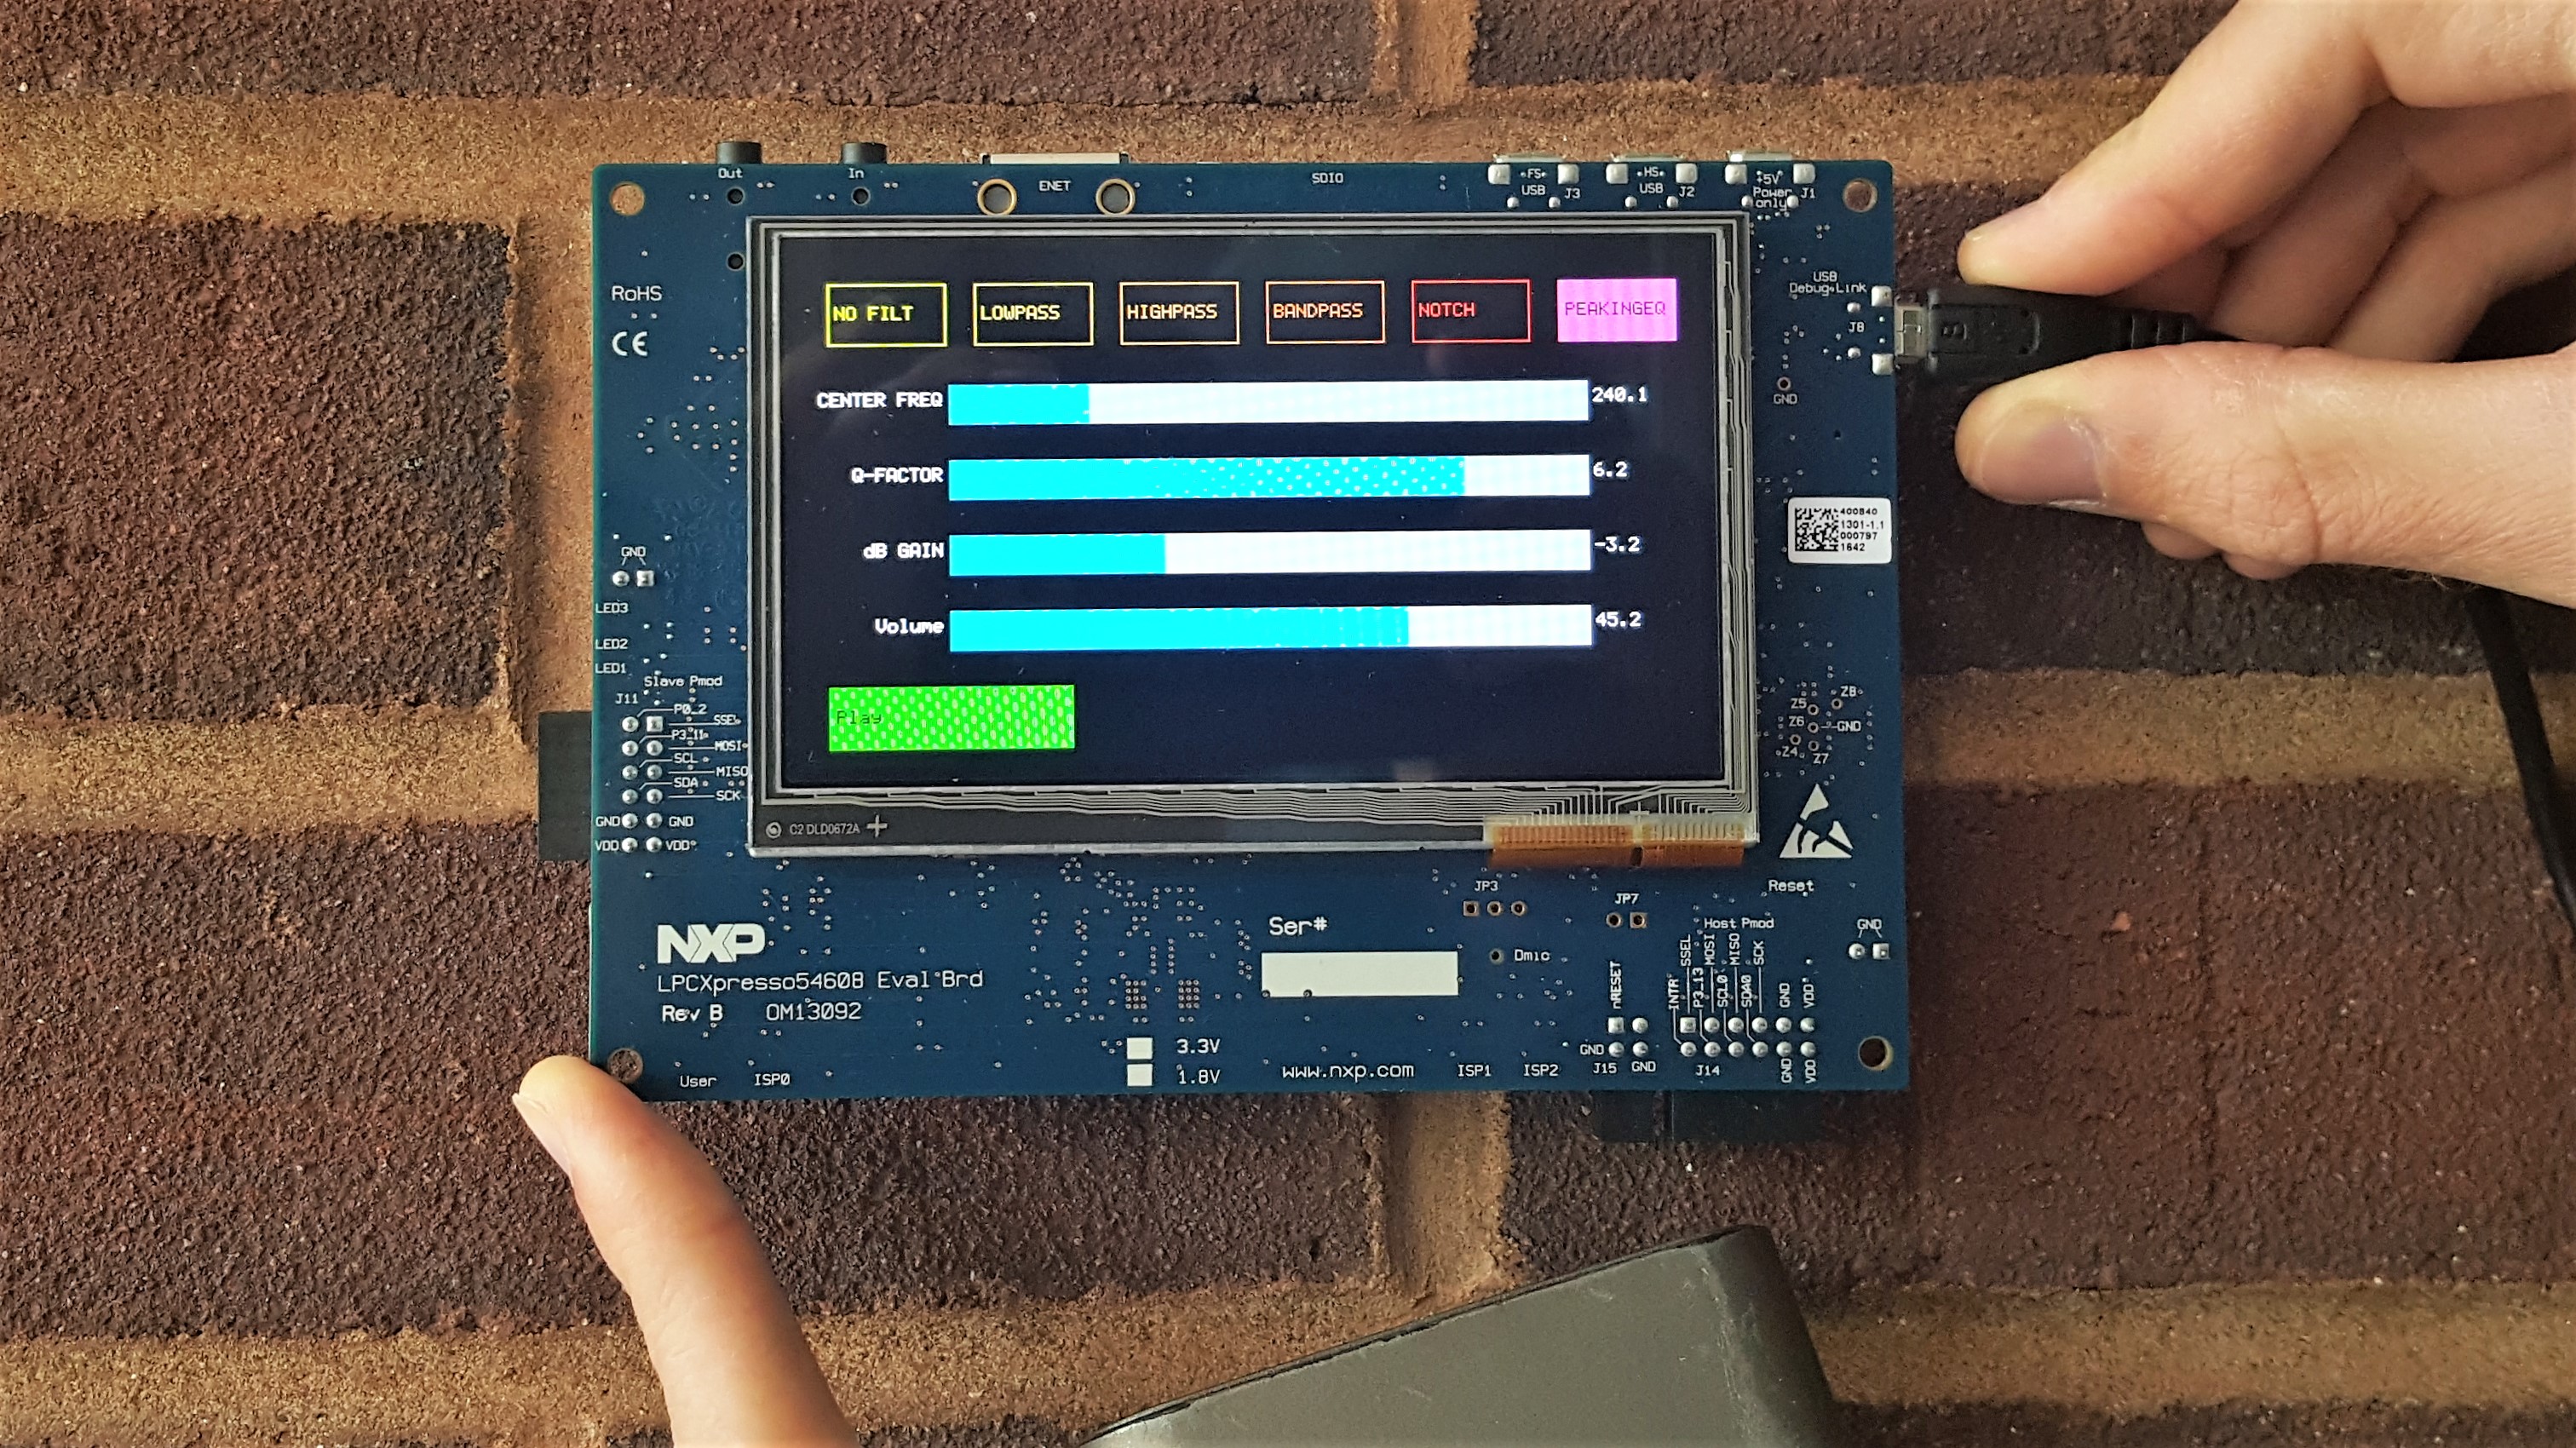 Out
In
ENET
SDIO
FS
USB
J3
HS
USB
J2
+5V
Power
only
J1
RoHS
CE
USB
Debug Link
J8
GND
NO FILT
LOWPASS
HIGHPASS
BANDPASS
NOTCH
PEAKINGEQ
CENTER FREQ 240.1
Q-FACTOR 6.2
dB GAIN -3.2
Volume 45.2
Play
400840
1301-1.1
000797
1642
GND
LED3
LED2
LED1
Slave Pmod
J11
P0_2
SSEL
P3_11
MOSI
SCL
MISO
SDA
SCK
GND
GND
VDD
VDD
Z8
Z5
Z6
GND
Z4
Z7
C2 DLD0672A
Reset
JP3
JP7
Ser#
Dmic
Host Pmod
GND
NXP
LPCXpresso54608 Eval Brd
Rev B OM13092
nRESET
INTR
SSEL
P3_13
MOSI
SCL0
MISO
SDA0
SCK
GND
VDD
3.3V
1.8V
User
ISP0
www.nxp.com
ISP1
ISP2
GND
J15
GND
J14
GND
VDD